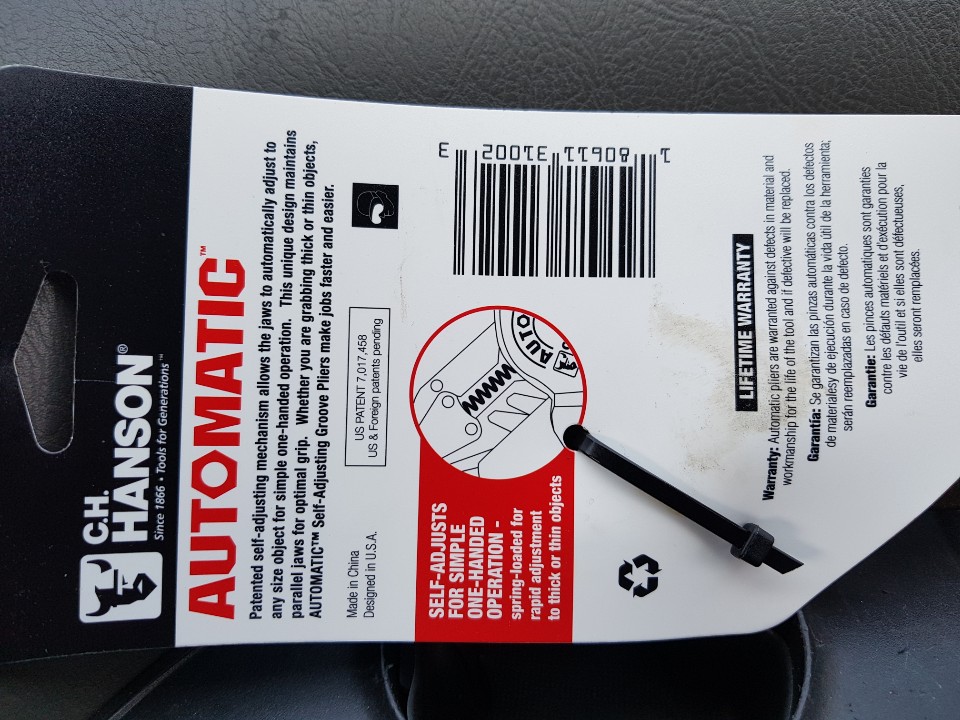 C.H.
HANSON®
Since 1866 • Tools for Generations™
AUTOMATIC™
Patented self-adjusting mechanism allows the jaws to automatically adjust to
any size object for simple one-handed operation. This unique design maintains
parallel jaws for optimal grip. Whether you are grabbing thick or thin objects,
AUTOMATIC™ Self-Adjusting Groove Pliers make jobs faster and easier.
Made in China
Designed in U.S.A.
US PATENT 7,017,458
US & Foreign patents pending
SELF-ADJUSTS
FOR SIMPLE
ONE-HANDED
OPERATION -
spring-loaded for
rapid adjustment
to thick or thin objects
AUTO
1 80611 31002 3
LIFETIME WARRANTY
Warranty: Automatic pliers are warranted against defects in material and
workmanship for the life of the tool and if defective will be replaced.
Garantía: Se garantizan las pinzas automáticas contra los defectos
de materialesy de ejecución durante la vida útil de la herramienta;
serán reemplazadas en caso de defecto.
Garantie: Les pinces automatiques sont garanties
contre les défauts matériels et d'exécution pour la
vie de l'outil et si elles sont défectueuses,
elles seront remplacées.